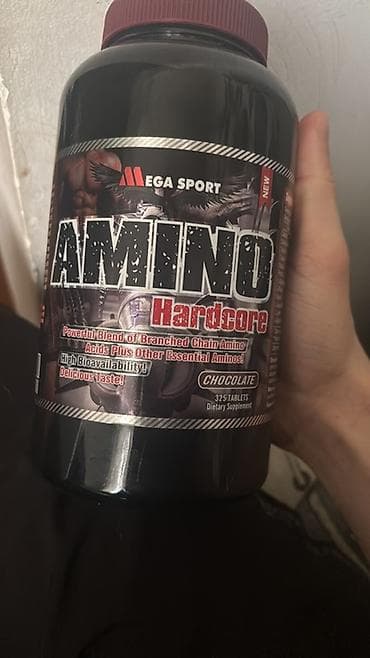 MEGA SPORT
NEW
AMINO
Hardcore
Powerful Blend of Branched Chain Amino
Acids Plus Other Essential Aminos!
High Bioavailability!
Delicious Taste!
CHOCOLATE
325 TABLETS
Dietary Supplement